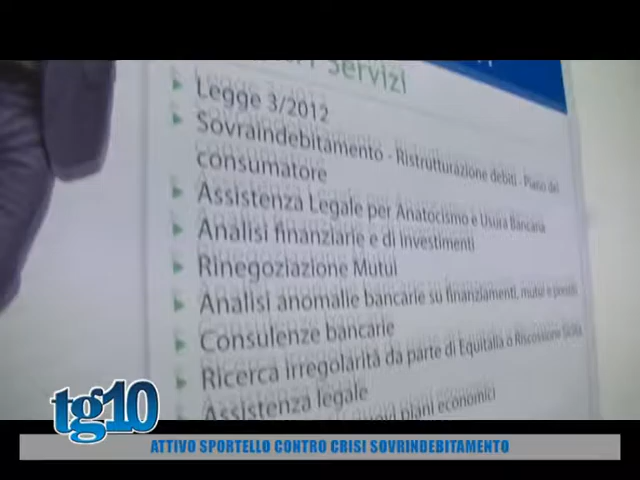 Servizi
Legge 3/2012
Sovraindebitamento - Ristrutturazione debiti - Piano del
consumatore
Assistenza Legale per Anatocismo e Usura Bancaria
Analisi finanziarie e di investimenti
Rinegoziazione Mutui
Analisi anomalie bancarie su finanziamenti, mutui e prestiti
Consulenze bancarie
Ricerca irregolarità da parte di Equitalia o Riscossione Sicilia
Assistenza legale
nuovi piani economici
tg10
ATTIVO SPORTELLO CONTRO CRISI SOVRINDEBITAMENTO